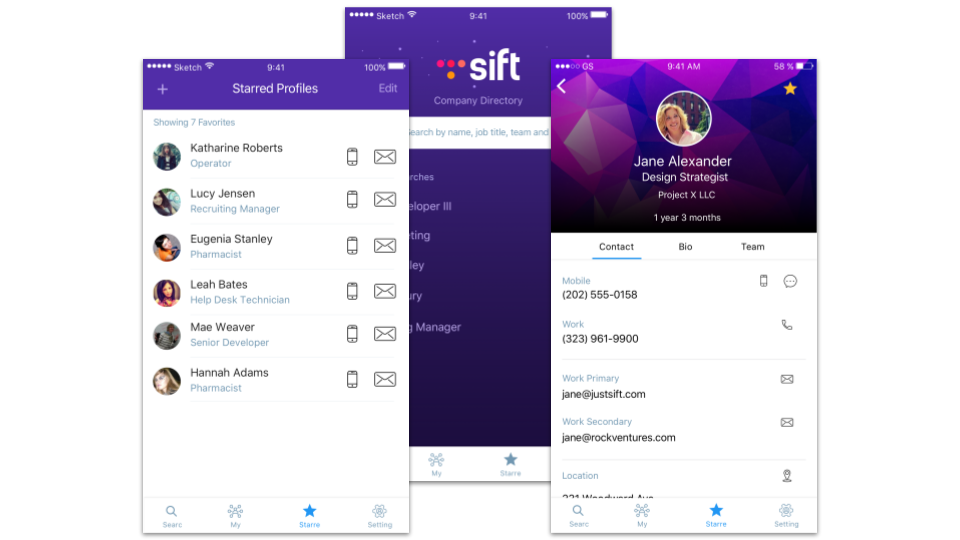 Sketch 9:41 100%
Starred Profiles Edit
Showing 7 Favorites
Katharine Roberts
Operator
Lucy Jensen
Recruiting Manager
Eugenia Stanley
Pharmacist
Leah Bates
Help Desk Technician
Mae Weaver
Senior Developer
Hannah Adams
Pharmacist
Searc My Starre Setting
Sketch 9:41 100%
sift
Company Directory
earch by name, job title, team and
rches
eloper III
eting
ley
ury
g Manager
My Starre
GS 9:41 AM 58 %
Jane Alexander
Design Strategist
Project X LLC
1 year 3 months
Contact Bio Team
Mobile
(202) 555-0158
Work
(323) 961-9900
Work Primary
jane@justsift.com
Work Secondary
jane@rockventures.com
Location
Searc My Starre Setting